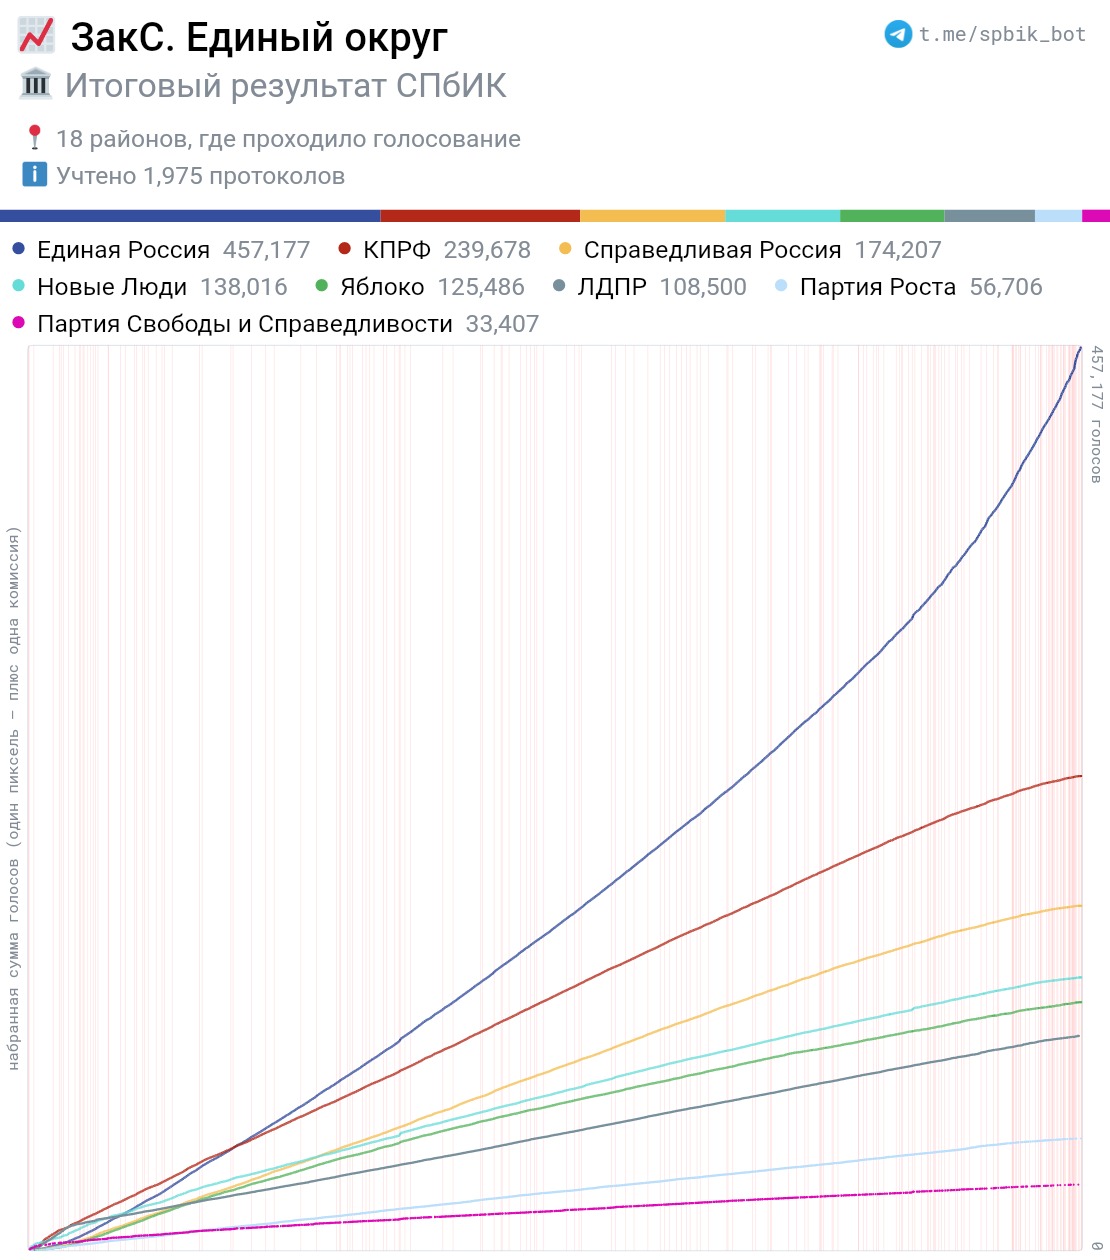 ЗакС. Единый округ
t.me/spbik_bot
Итоговый результат СПбИК
18 районов, где проходило голосование
Учтено 1,975 протоколов
Единая Россия 457,177 КПРФ 239,678 Справедливая Россия 174,207
Новые Люди 138,016 Яблоко 125,486 ЛДПР 108,500 Партия Роста 56,706
Партия Свободы и Справедливости 33,407
457,177 голосов
набранная сумма голосов (один пиксель — плюс одна комиссия)
0